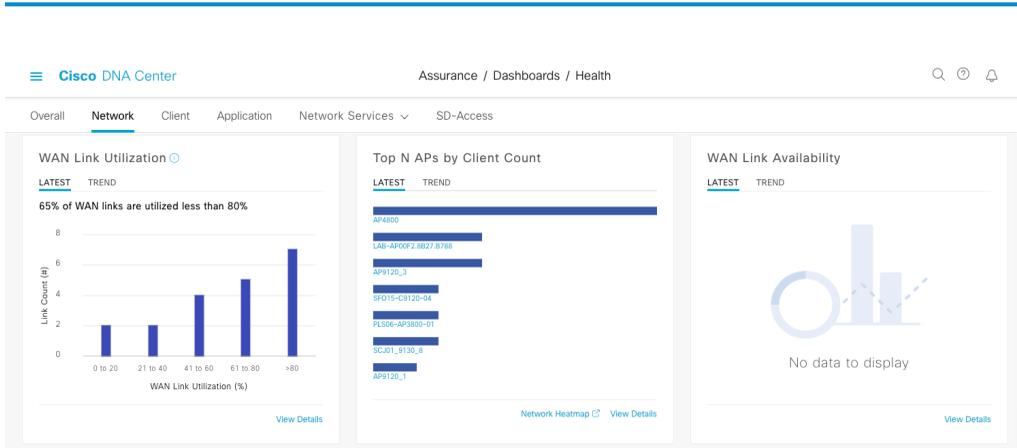 Cisco DNA Center
Assurance / Dashboards / Health
Overall Network Client Application Network Services SD-Access
WAN Link Utilization
LATEST TREND
65% of WAN links are utilized less than 80%
Link Count (#)
8
6
4
2
0
0 to 20 21 to 40 41 to 60 61 to 80 >80
WAN Link Utilization (%)
View Details
Top N APs by Client Count
LATEST TREND
AP4800
LAB-AP00F2.8B27.B788
AP9120_3
SFO15-C9120-04
PLS06-AP3800-01
SCJ01_9130_8
AP9120_1
Network Heatmap View Details
WAN Link Availability
LATEST TREND
No data to display
View Details